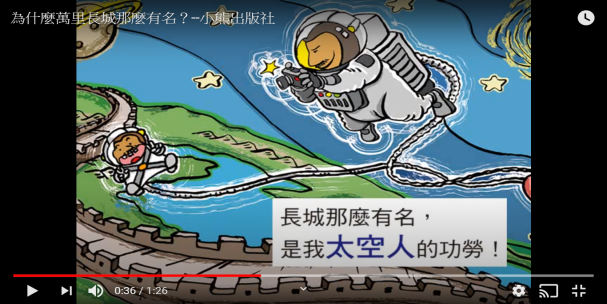 為什麼萬里長城那麼有名？--小熊出版社
長城那麼有名，
是我太空人的功勞！
0:36 / 1:26